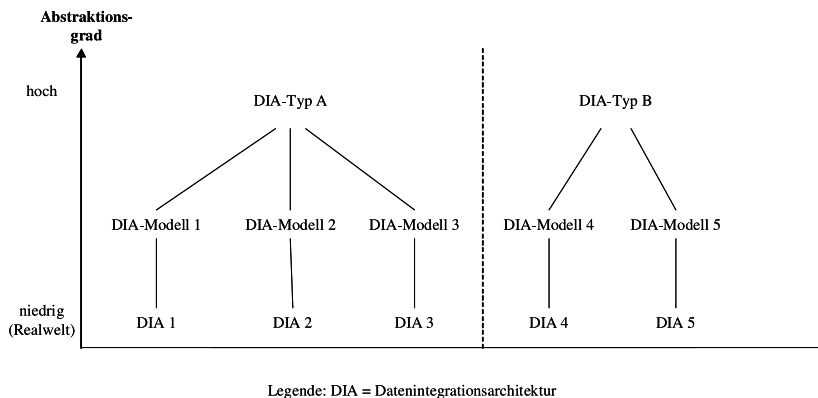 Abstraktions-
grad
hoch
DIA-Typ A
DIA-Typ B
DIA-Modell 1
DIA-Modell 2
DIA-Modell 3
DIA-Modell 4
DIA-Modell 5
niedrig
(Realwelt)
DIA 1
DIA 2
DIA 3
DIA 4
DIA 5
Legende: DIA = Datenintegrationsarchitektur